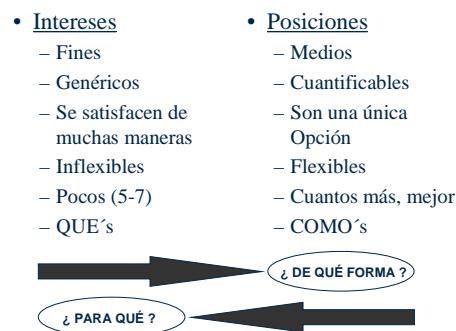 • Intereses
– Fines
– Genéricos
– Se satisfacen de
muchas maneras
– Inflexibles
– Pocos (5-7)
– QUE´s
• Posiciones
– Medios
– Cuantificables
– Son una única
Opción
– Flexibles
– Cuantos más, mejor
– COMO´s
¿ DE QUÉ FORMA ?
¿ PARA QUÉ ?